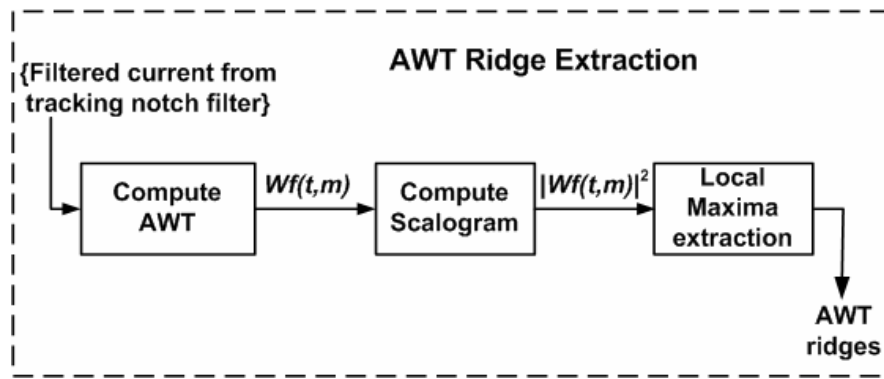 AWT Ridge Extraction
{Filtered current from
tracking notch filter}
Compute
AWT
Wf(t,m)
Compute
Scalogram
|Wf(t,m)|²
Local
Maxima
extraction
AWT
ridges